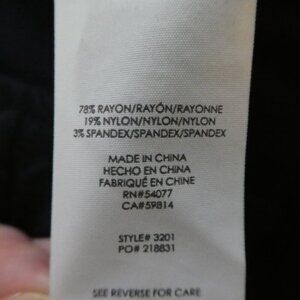 78% RAYON/RAYÓN/RAYONNE
19% NYLON/NYLON/NYLON
3% SPANDEX/SPANDEX/SPANDEX
MADE IN CHINA
HECHO EN CHINA
FABRIQUÉ EN CHINE
RN#54077
CA#59814
STYLE# 3201
PO# 218831
SEE REVERSE FOR CARE